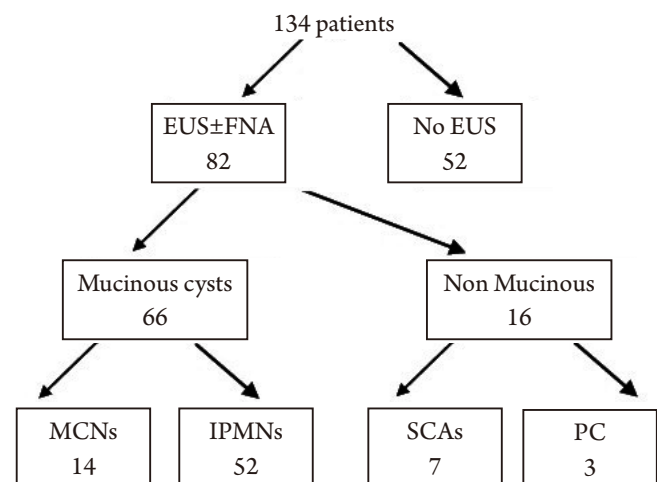 134 patients
EUS±FNA
82
No EUS
52
Mucinous cysts
66
Non Mucinous
16
MCNs
14
IPMNs
52
SCAs
7
PC
3